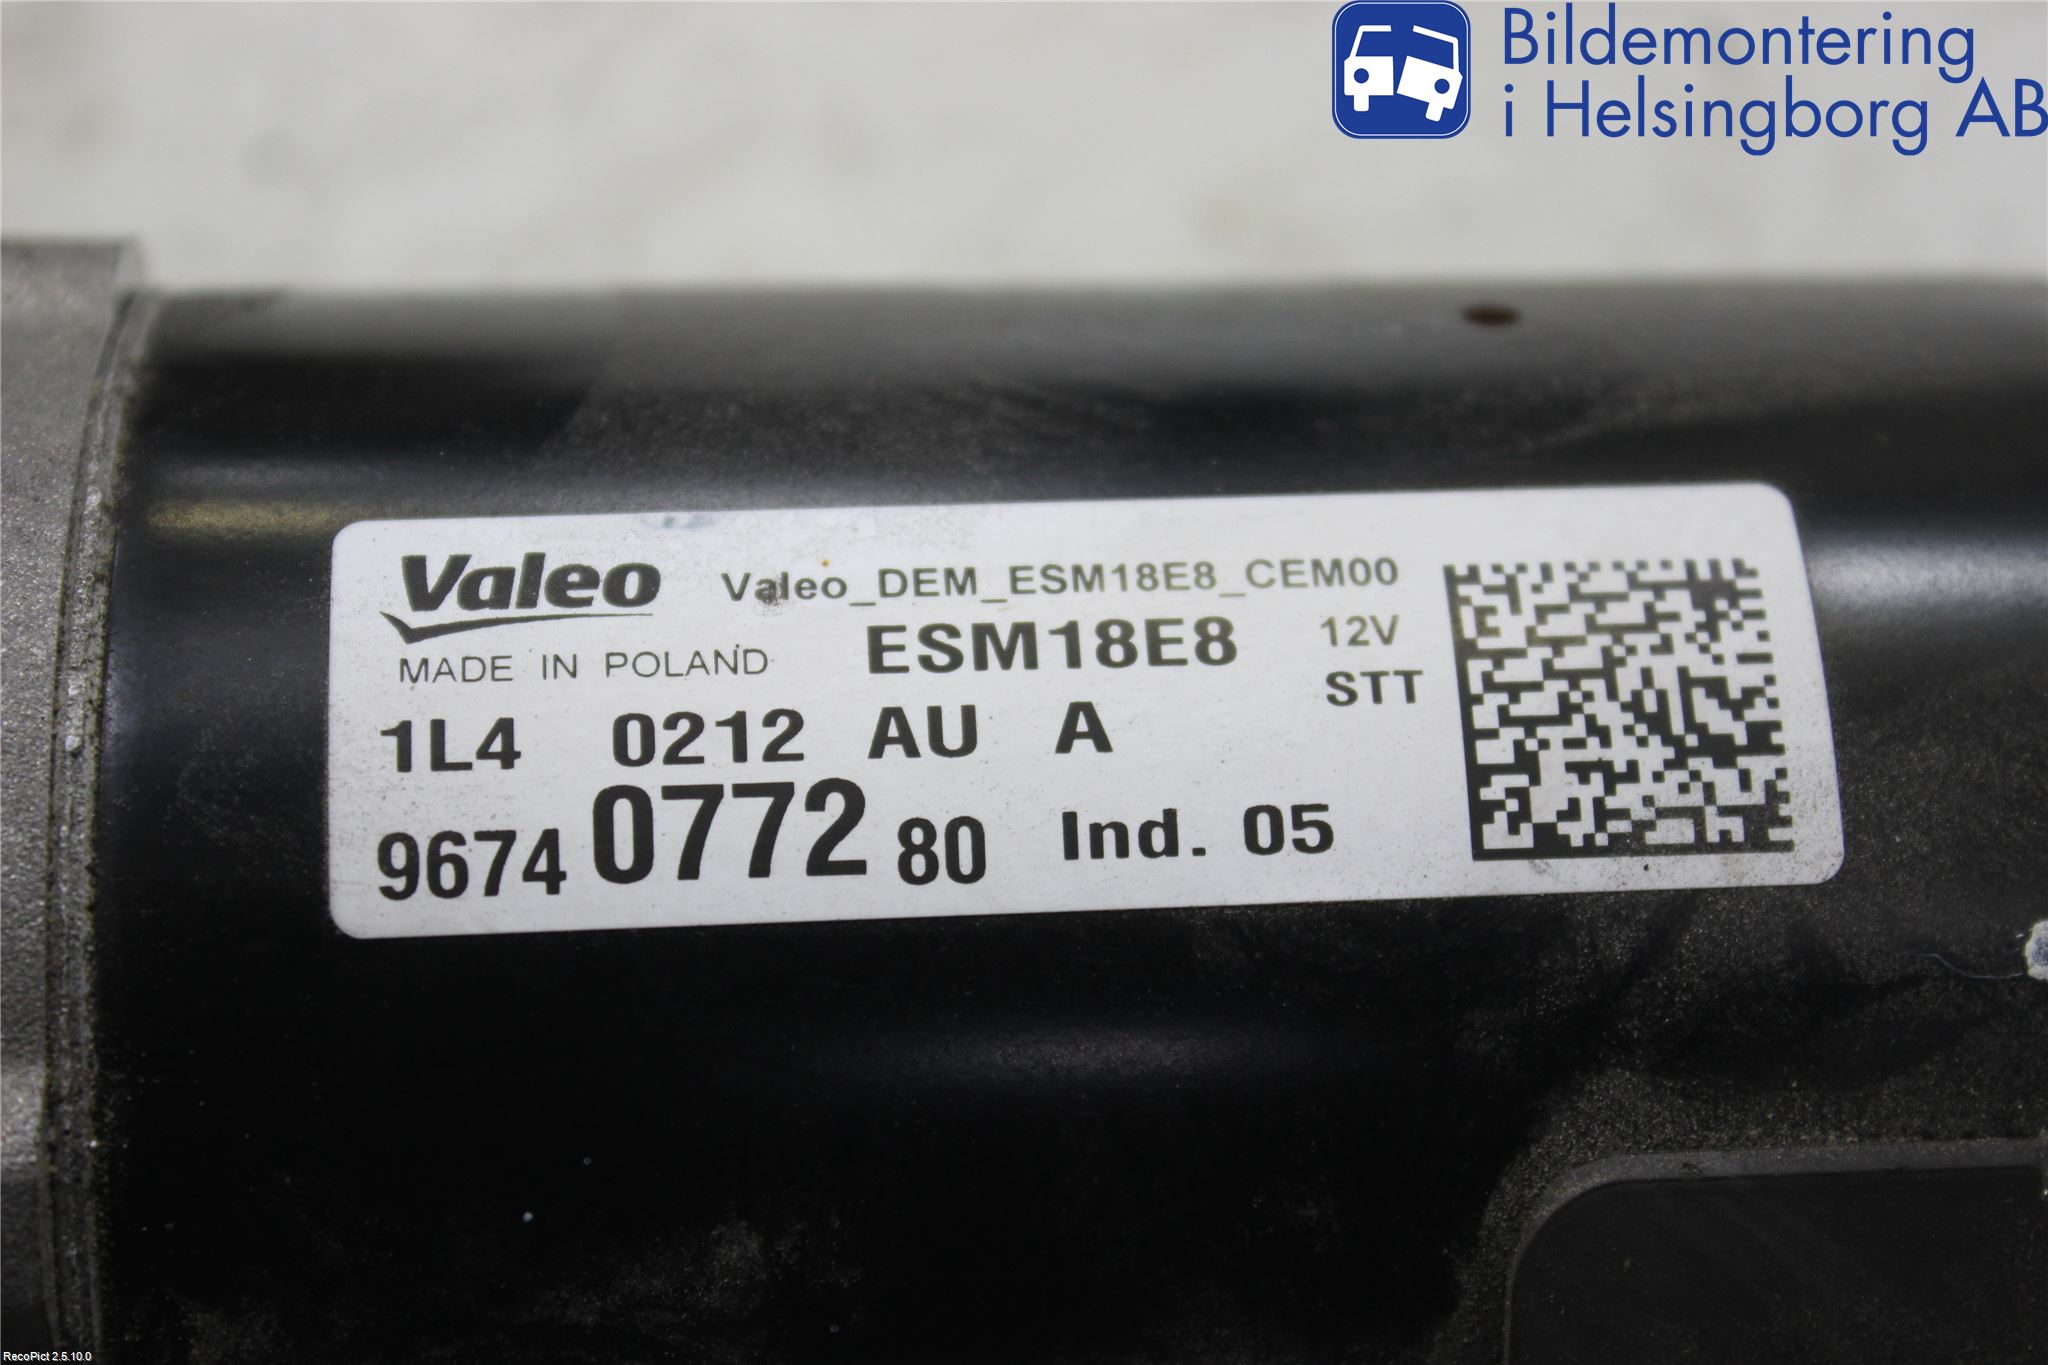 Bildemontering
i Helsingborg AB
Valeo Valeo_DEM_ESM18E8_CEM00
MADE IN POLAND ESM18E8 12V
STT
1L4 0212 AU A
9674 0772 80 Ind. 05
RecoPict 2.5.10.0